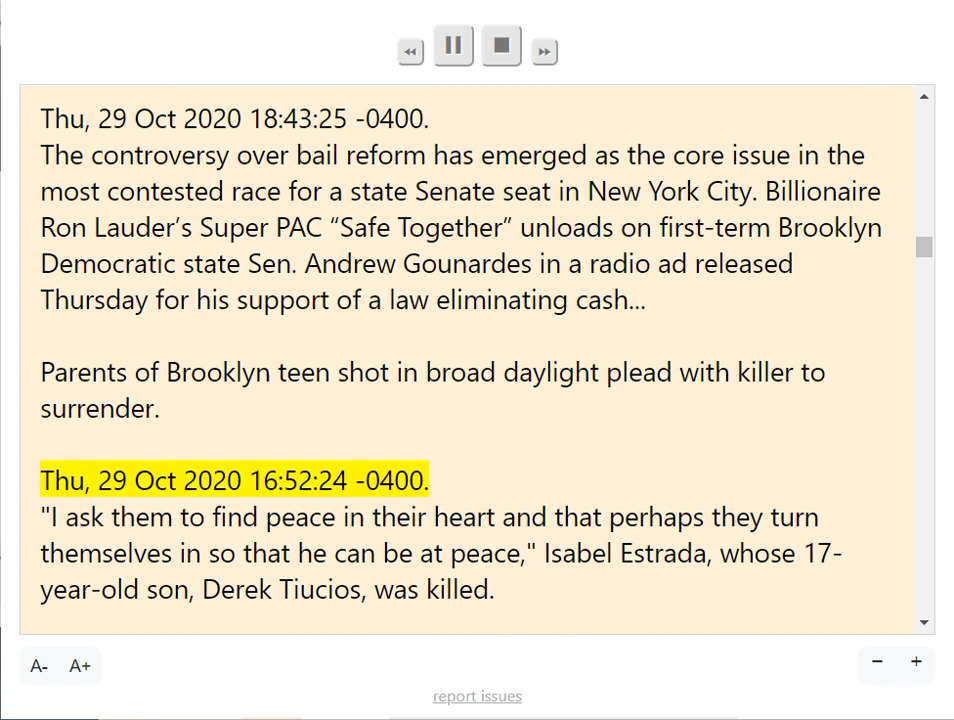 Thu, 29 Oct 2020 18:43:25 -0400.
The controversy over bail reform has emerged as the core issue in the
most contested race for a state Senate seat in New York City. Billionaire
Ron Lauder’s Super PAC “Safe Together” unloads on first-term Brooklyn
Democratic state Sen. Andrew Gounardes in a radio ad released
Thursday for his support of a law eliminating cash...
Parents of Brooklyn teen shot in broad daylight plead with killer to
surrender.
Thu, 29 Oct 2020 16:52:24 -0400.
"I ask them to find peace in their heart and that perhaps they turn
themselves in so that he can be at peace," Isabel Estrada, whose 17-
year-old son, Derek Tiucios, was killed.
A- A+ − +
report issues